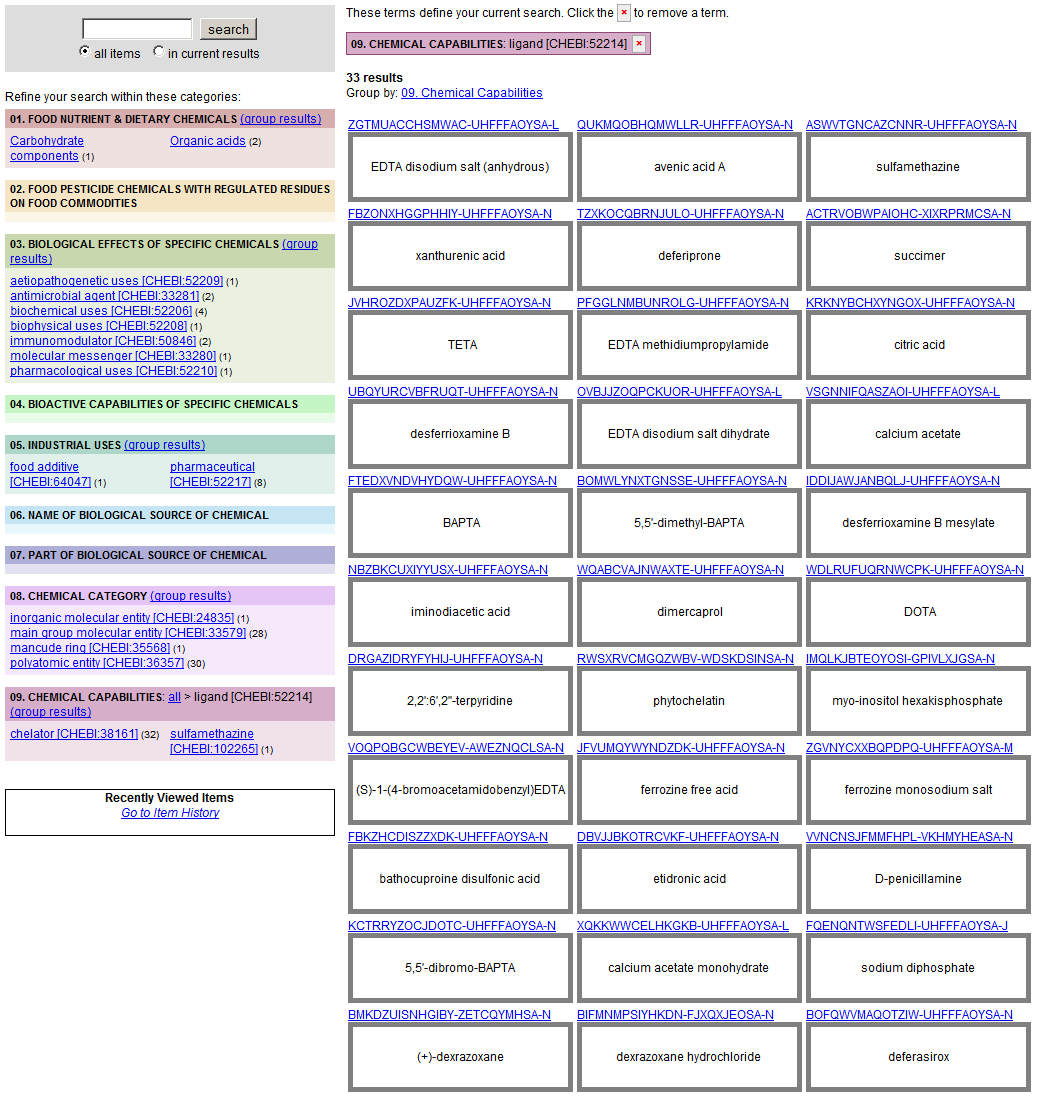 search
all items in current results
Refine your search within these categories:
01. FOOD NUTRIENT & DIETARY CHEMICALS (group results)
Carbohydrate
components (1)
Organic acids (2)
02. FOOD PESTICIDE CHEMICALS WITH REGULATED RESIDUES
ON FOOD COMMODITIES
03. BIOLOGICAL EFFECTS OF SPECIFIC CHEMICALS (group
results)
aetiopathogenetic uses [CHEBI:52209] (1)
antimicrobial agent [CHEBI:33281] (2)
biochemical uses [CHEBI:52206] (4)
biophysical uses [CHEBI:52208] (1)
immunomodulator [CHEBI:50846] (2)
molecular messenger [CHEBI:33280] (1)
pharmacological uses [CHEBI:52210] (1)
04. BIOACTIVE CAPABILITIES OF SPECIFIC CHEMICALS
05. INDUSTRIAL USES (group results)
food additive
[CHEBI:64047] (1)
pharmaceutical
[CHEBI:52217] (8)
06. NAME OF BIOLOGICAL SOURCE OF CHEMICAL
07. PART OF BIOLOGICAL SOURCE OF CHEMICAL
08. CHEMICAL CATEGORY (group results)
inorganic molecular entity [CHEBI:24835] (1)
main group molecular entity [CHEBI:33579] (28)
mancude ring [CHEBI:35568] (1)
polyatomic entity [CHEBI:36357] (30)
09. CHEMICAL CAPABILITIES: all > ligand [CHEBI:52214]
(group results)
chelator [CHEBI:38161] (32)
sulfamethazine
[CHEBI:102265] (1)
Recently Viewed Items
Go to Item History
These terms define your current search. Click the × to remove a term.
09. CHEMICAL CAPABILITIES: ligand [CHEBI:52214] ×
33 results
Group by: 09. Chemical Capabilities
ZGTMUACCHSMWAC-UHFFFAOYSA-L QUKMQOBHQMWLLR-UHFFFAOYSA-N ASWVTGNCAZCNNR-UHFFFAOYSA-N
EDTA disodium salt (anhydrous) avenic acid A sulfamethazine
FBZONXHGGPHHIY-UHFFFAOYSA-N TZXKOCQBRNJULO-UHFFFAOYSA-N ACTRVOBWPAIOHC-XIXRPRMCSA-N
xanthurenic acid deferiprone succimer
JVHROZDXPAUZFK-UHFFFAOYSA-N PFGGLNMBUNROLG-UHFFFAOYSA-N KRKNYBCHXYNGOX-UHFFFAOYSA-N
TETA EDTA methidiumpropylamide citric acid
UBQYURCVBFRUQT-UHFFFAOYSA-N OVBJJZOQPCKUOR-UHFFFAOYSA-L VSGNNIFQASZAOI-UHFFFAOYSA-L
desferrioxamine B EDTA disodium salt dihydrate calcium acetate
FTEDXVNDVHYDQW-UHFFFAOYSA-N BOMWLYNXTGNSSE-UHFFFAOYSA-N IDDIJAWJANBQLJ-UHFFFAOYSA-N
BAPTA 5,5'-dimethyl-BAPTA desferrioxamine B mesylate
NBZBKCUXIYYUSX-UHFFFAOYSA-N WQABCVAJNWAXTE-UHFFFAOYSA-N WDLRUFUQRNWCPK-UHFFFAOYSA-N
iminodiacetic acid dimercaprol DOTA
DRGAZIDRYFYHIJ-UHFFFAOYSA-N RWSXRVCMGQZWBV-WDSKDSINSA-N IMQLKJBTEOYOSI-GPIVLXJGSA-N
2,2':6',2"-terpyridine phytochelatin myo-inositol hexakisphosphate
VOQPQBGCWBEYEV-AWEZNQCLSA-N JFVUMQYWYNDZDK-UHFFFAOYSA-N ZGVNYCXXBQPDPQ-UHFFFAOYSA-M
(S)-1-(4-bromoacetamidobenzyl)EDTA ferrozine free acid ferrozine monosodium salt
FBKZHCDISZZXDK-UHFFFAOYSA-N DBVJJBKOTRCVKF-UHFFFAOYSA-N VVNCNSJFMMFHPL-VKHMYHEASA-N
bathocuproine disulfonic acid etidronic acid D-penicillamine
KCTRRYZOCJDOTC-UHFFFAOYSA-N XQKKWWCELHKGKB-UHFFFAOYSA-L FQENQNTWSFEDLI-UHFFFAOYSA-J
5,5'-dibromo-BAPTA calcium acetate monohydrate sodium diphosphate
BMKDZUISNHGIBY-ZETCQYMHSA-N BIFMNMPSIYHKDN-FJXQXJEOSA-N BOFQWVMAQOTZIW-UHFFFAOYSA-N
(+)-dexrazoxane dexrazoxane hydrochloride deferasirox